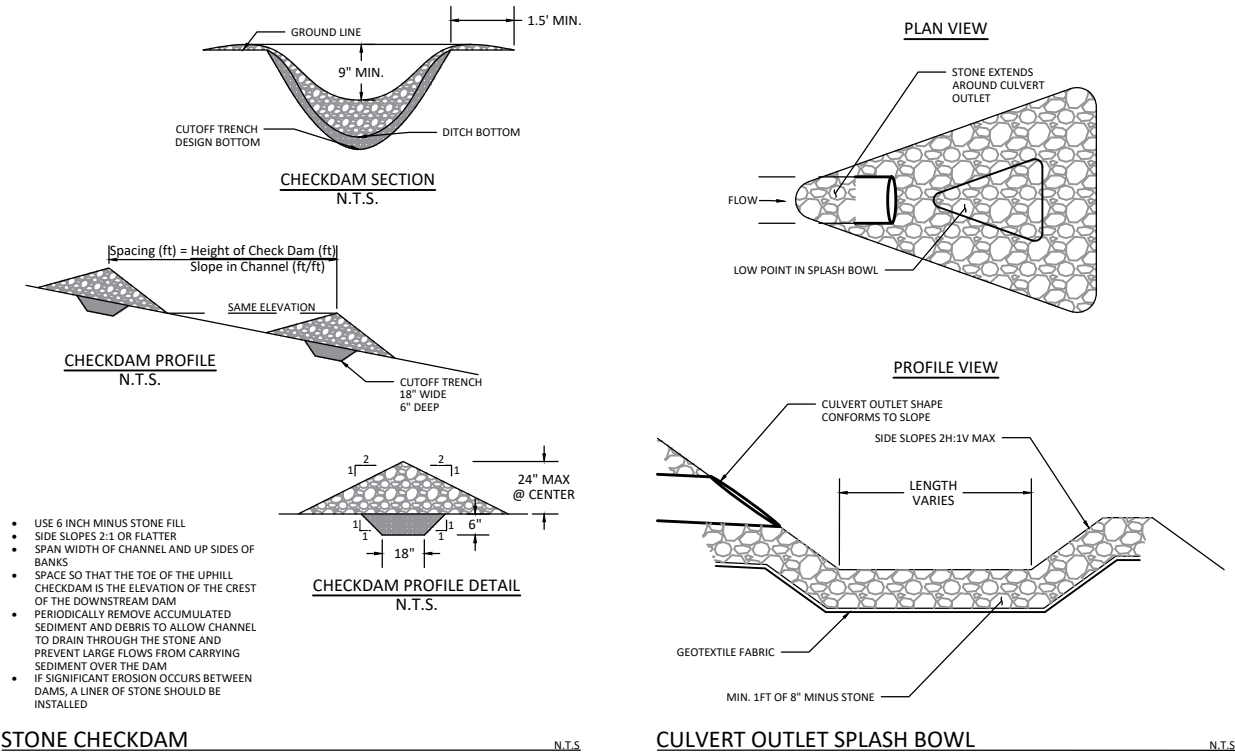 1.5' MIN.
GROUND LINE
9" MIN.
CUTOFF TRENCH
DESIGN BOTTOM
DITCH BOTTOM
CHECKDAM SECTION
N.T.S.
Spacing (ft) = Height of Check Dam (ft)
Slope in Channel (ft/ft)
SAME ELEVATION
CHECKDAM PROFILE
N.T.S.
CUTOFF TRENCH
18" WIDE
6" DEEP
2
1
2
1
24" MAX
@ CENTER
1
1
1
1
6"
18"
CHECKDAM PROFILE DETAIL
N.T.S.
• USE 6 INCH MINUS STONE FILL
• SIDE SLOPES 2:1 OR FLATTER
• SPAN WIDTH OF CHANNEL AND UP SIDES OF
BANKS
• SPACE SO THAT THE TOE OF THE UPHILL
CHECKDAM IS THE ELEVATION OF THE CREST
OF THE DOWNSTREAM DAM
• PERIODICALLY REMOVE ACCUMULATED
SEDIMENT AND DEBRIS TO ALLOW CHANNEL
TO DRAIN THROUGH THE STONE AND
PREVENT LARGE FLOWS FROM CARRYING
SEDIMENT OVER THE DAM
• IF SIGNIFICANT EROSION OCCURS BETWEEN
DAMS, A LINER OF STONE SHOULD BE
INSTALLED
STONE CHECKDAM
N.T.S
PLAN VIEW
STONE EXTENDS
AROUND CULVERT
OUTLET
FLOW
LOW POINT IN SPLASH BOWL
PROFILE VIEW
CULVERT OUTLET SHAPE
CONFORMS TO SLOPE
SIDE SLOPES 2H:1V MAX
LENGTH
VARIES
GEOTEXTILE FABRIC
MIN. 1FT OF 8" MINUS STONE
CULVERT OUTLET SPLASH BOWL
N.T.S